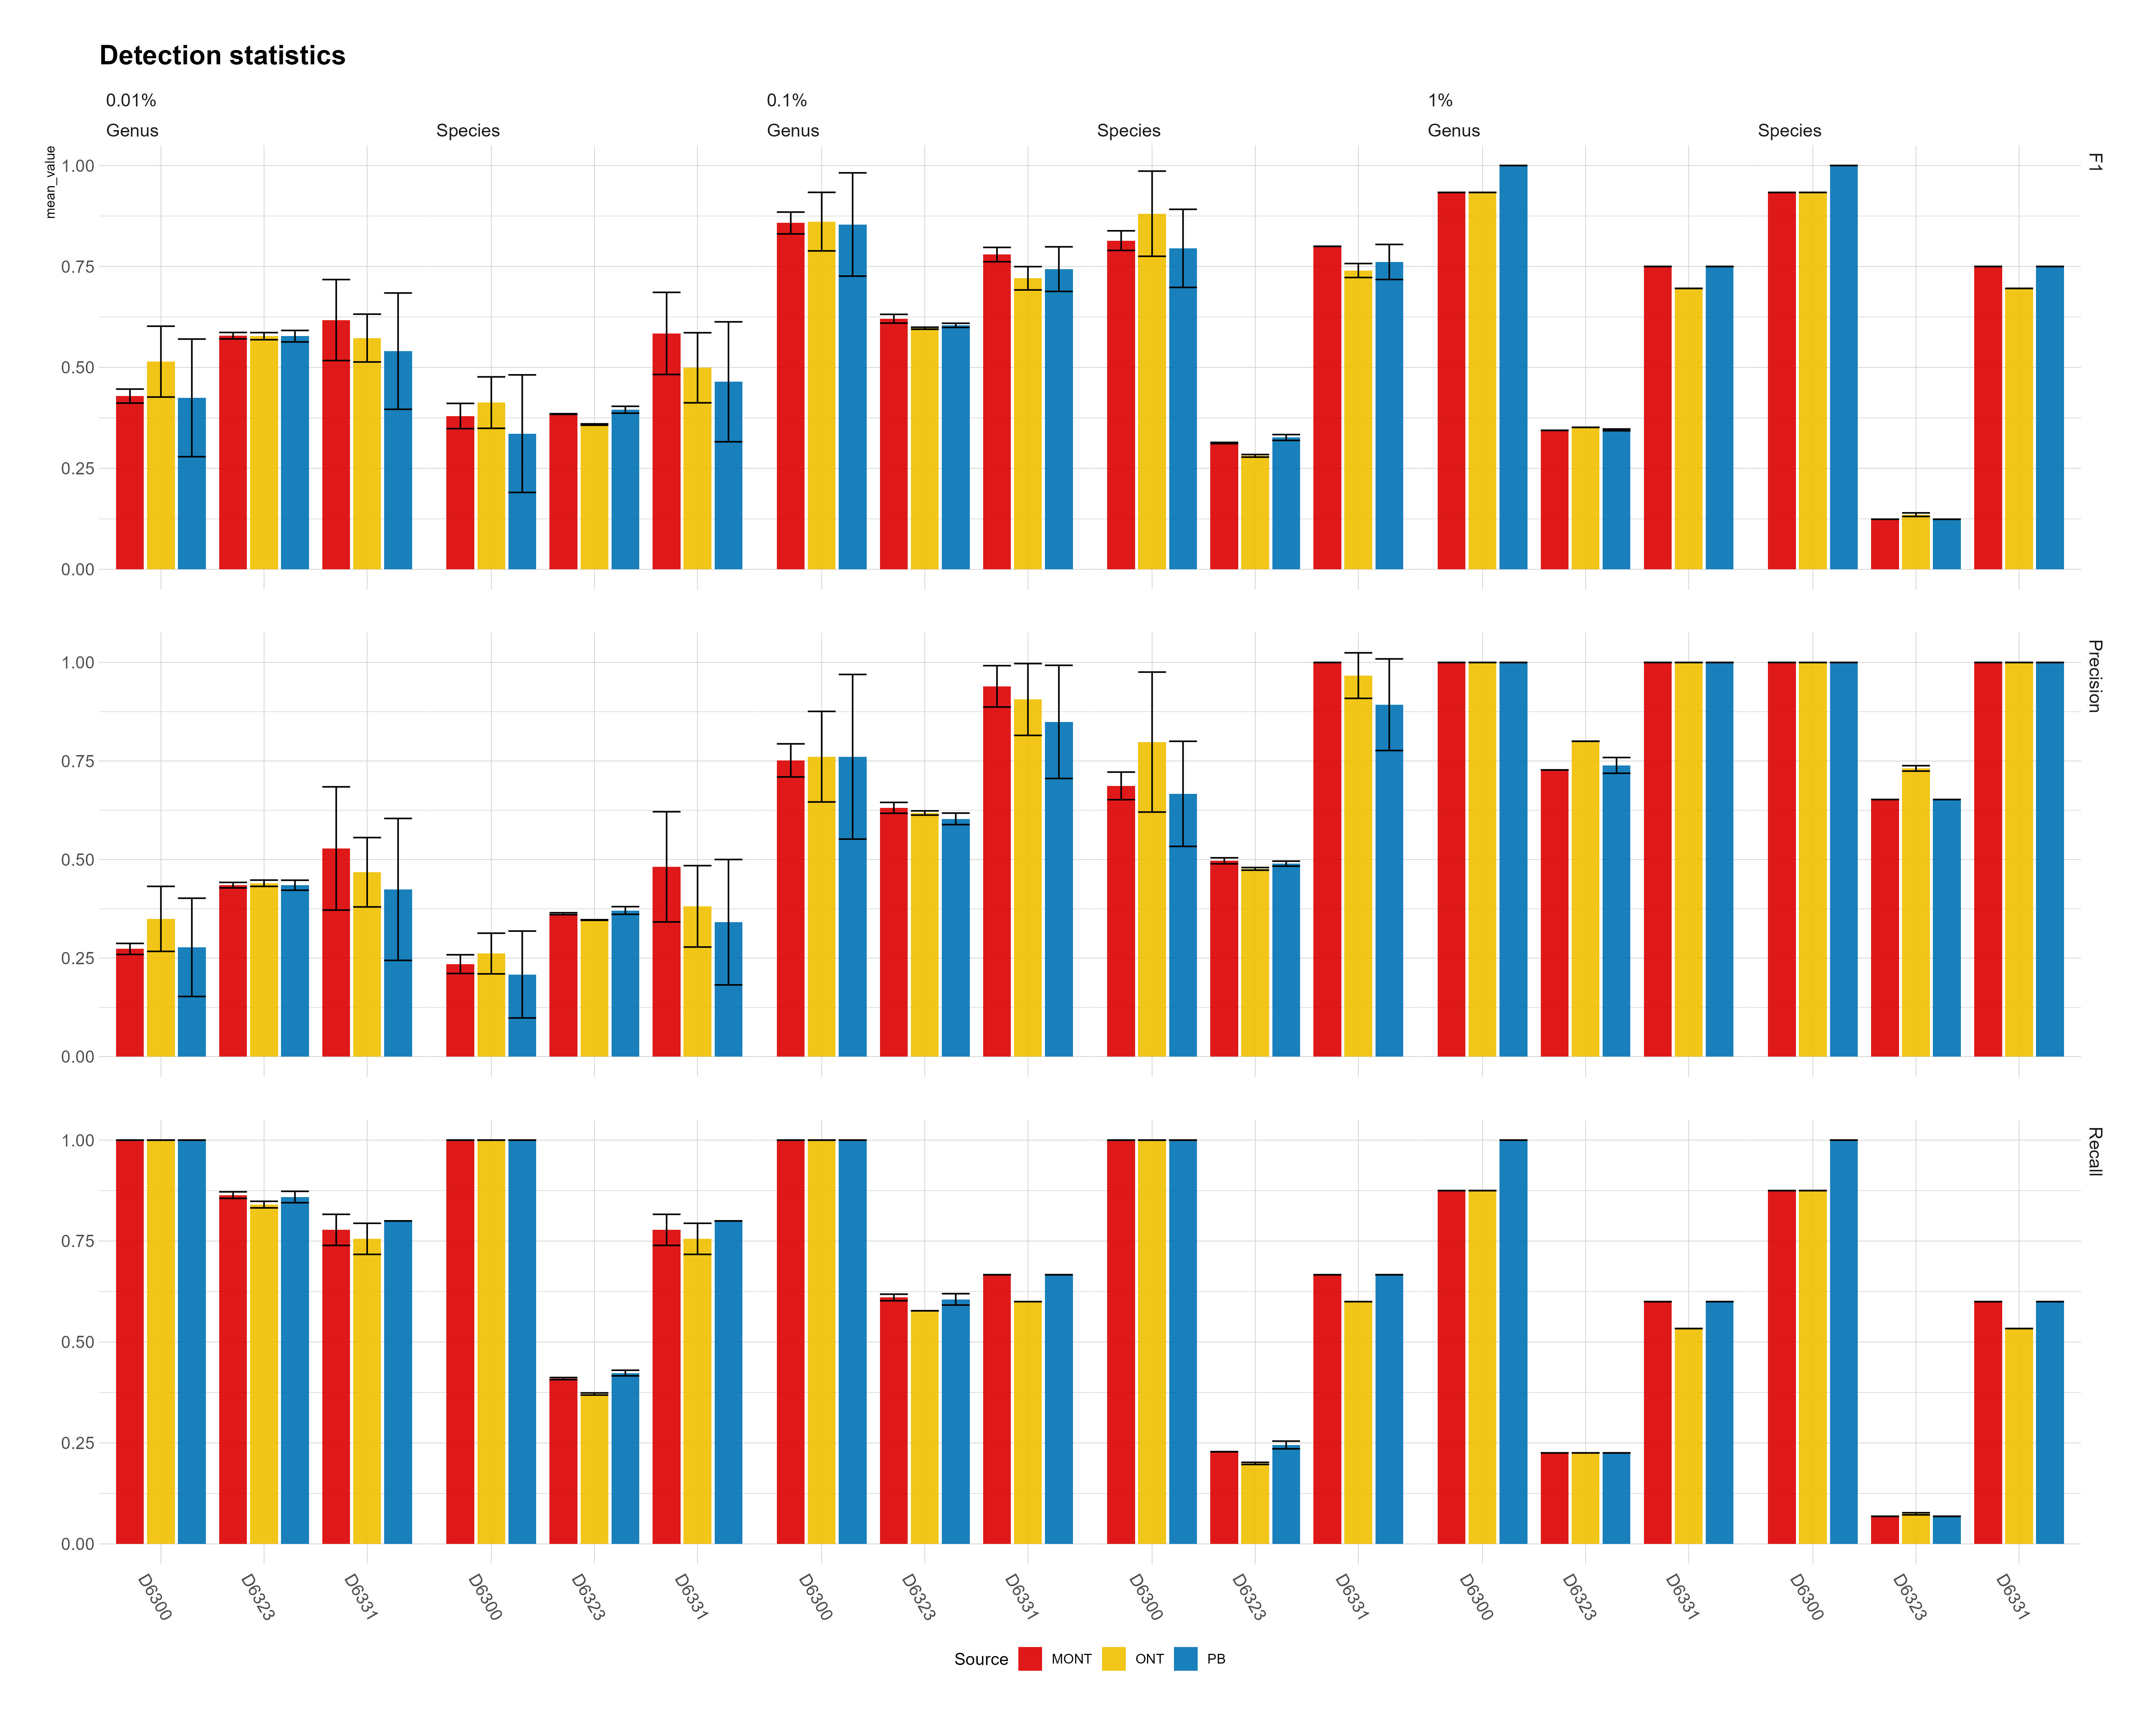 Detection statistics
0.01% 0.1% 1%
Genus Species Genus Species Genus Species
mean_value
F1
1.00
0.75
0.50
0.25
0.00
Precision
1.00
0.75
0.50
0.25
0.00
Recall
1.00
0.75
0.50
0.25
0.00
D6300 D6323 D6331 D6300 D6323 D6331 D6300 D6323 D6331 D6300 D6323 D6331 D6300 D6323 D6331 D6300 D6323 D6331
Source MONT ONT PB